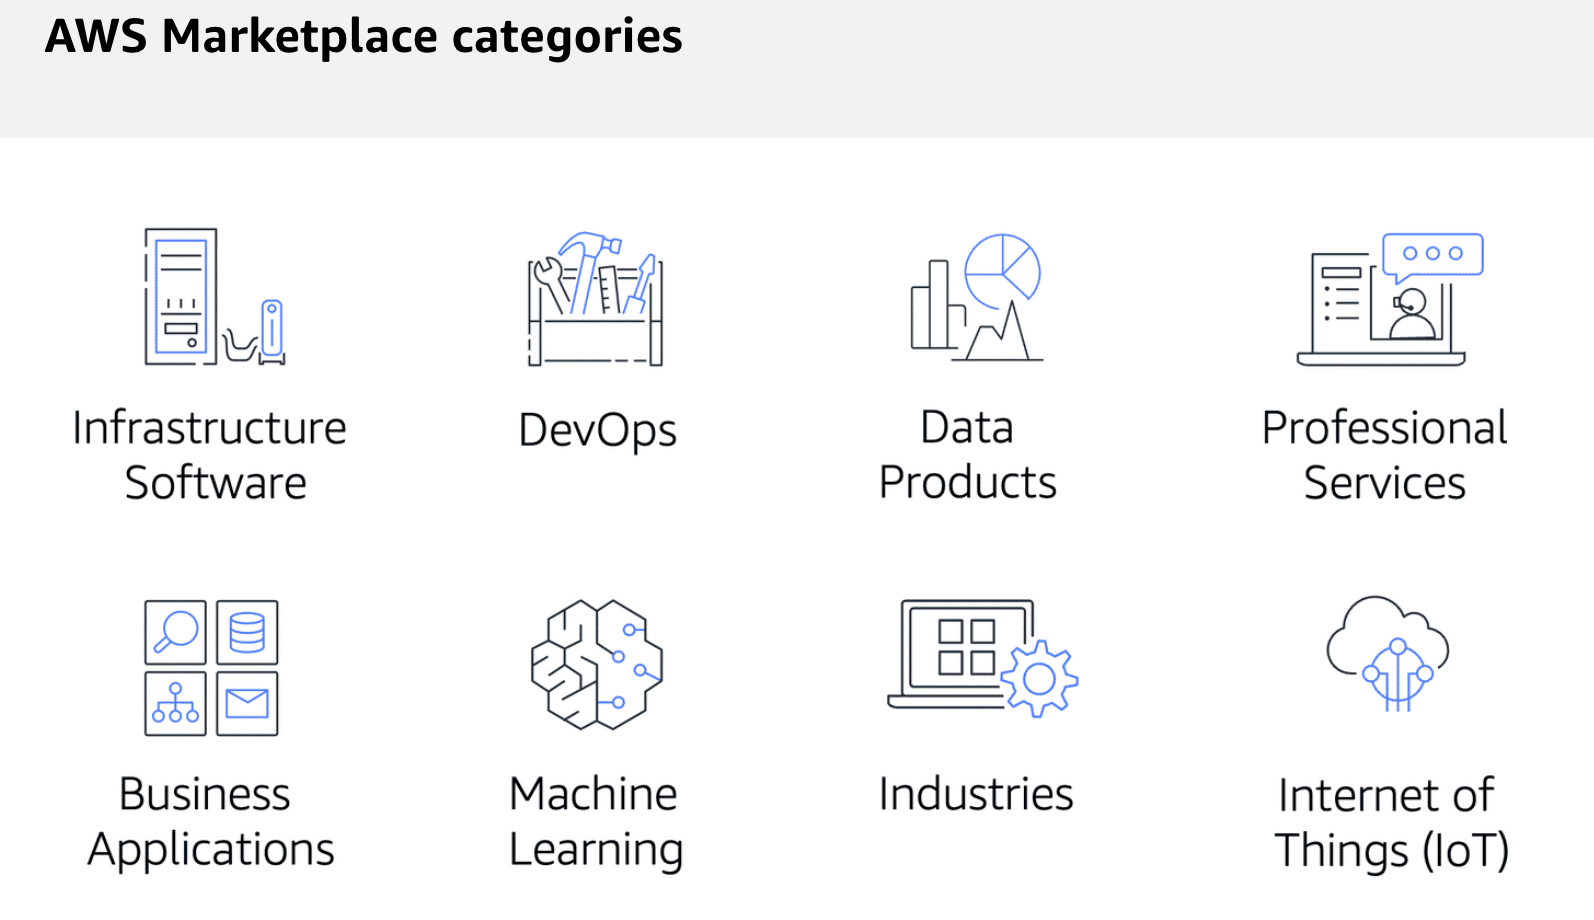 AWS Marketplace categories
Infrastructure
Software
DevOps
Data
Products
Professional
Services
Business
Applications
Machine
Learning
Industries
Internet of
Things (IoT)